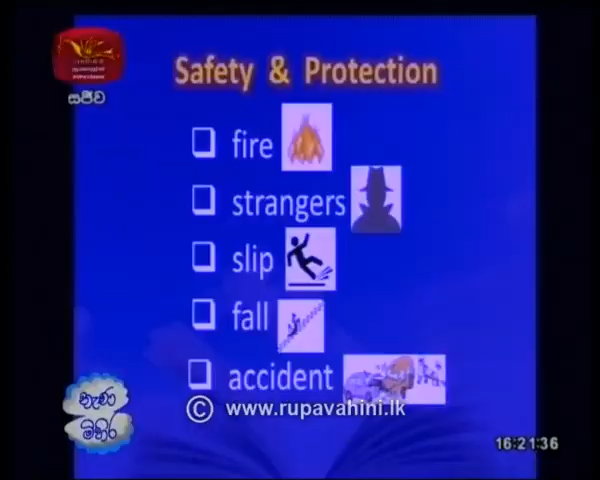 සජීව
Safety & Protection
fire
strangers
slip
fall
accident
© www.rupavahini.lk
නැණ
මිහිර
16:21:36